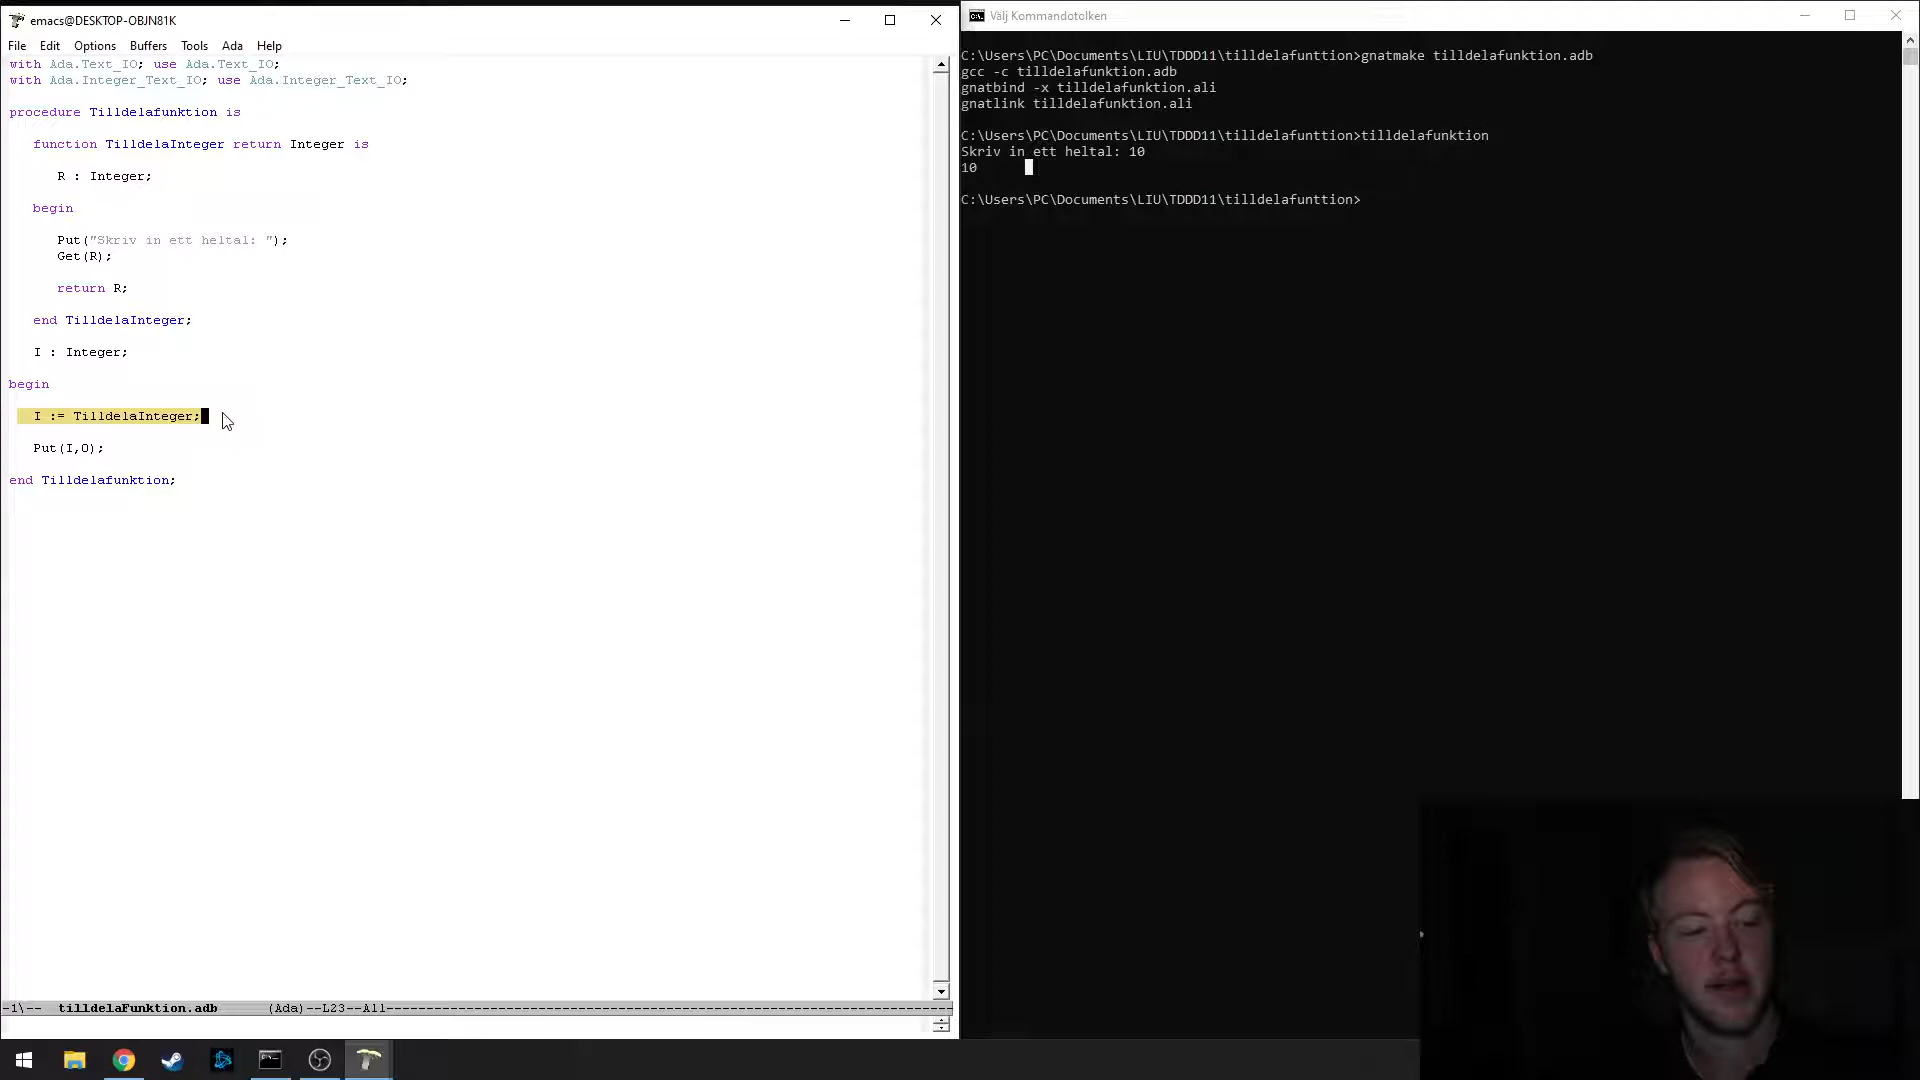 emacs@DESKTOP-OBJN81K
File Edit Options Buffers Tools Ada Help
with Ada.Text_IO; use Ada.Text_IO;
with Ada.Integer_Text_IO; use Ada.Integer_Text_IO;
procedure Tilldelafunktion is
function TilldelaInteger return Integer is
R : Integer;
begin
Put("Skriv in ett heltal: ");
Get(R);
return R;
end TilldelaInteger;
I : Integer;
begin
I := TilldelaInteger;
Put(I,0);
end Tilldelafunktion;
-1\-- tilldelaFunktion.adb (Ada)--L23--All--------------------------------------------------------------------
Välj Kommandotolken
C:\Users\PC\Documents\LIU\TDDD11\tilldelafunttion>gnatmake tilldelafunktion.adb
gcc -c tilldelafunktion.adb
gnatbind -x tilldelafunktion.ali
gnatlink tilldelafunktion.ali
C:\Users\PC\Documents\LIU\TDDD11\tilldelafunttion>tilldelafunktion
Skriv in ett heltal: 10
10
C:\Users\PC\Documents\LIU\TDDD11\tilldelafunttion>